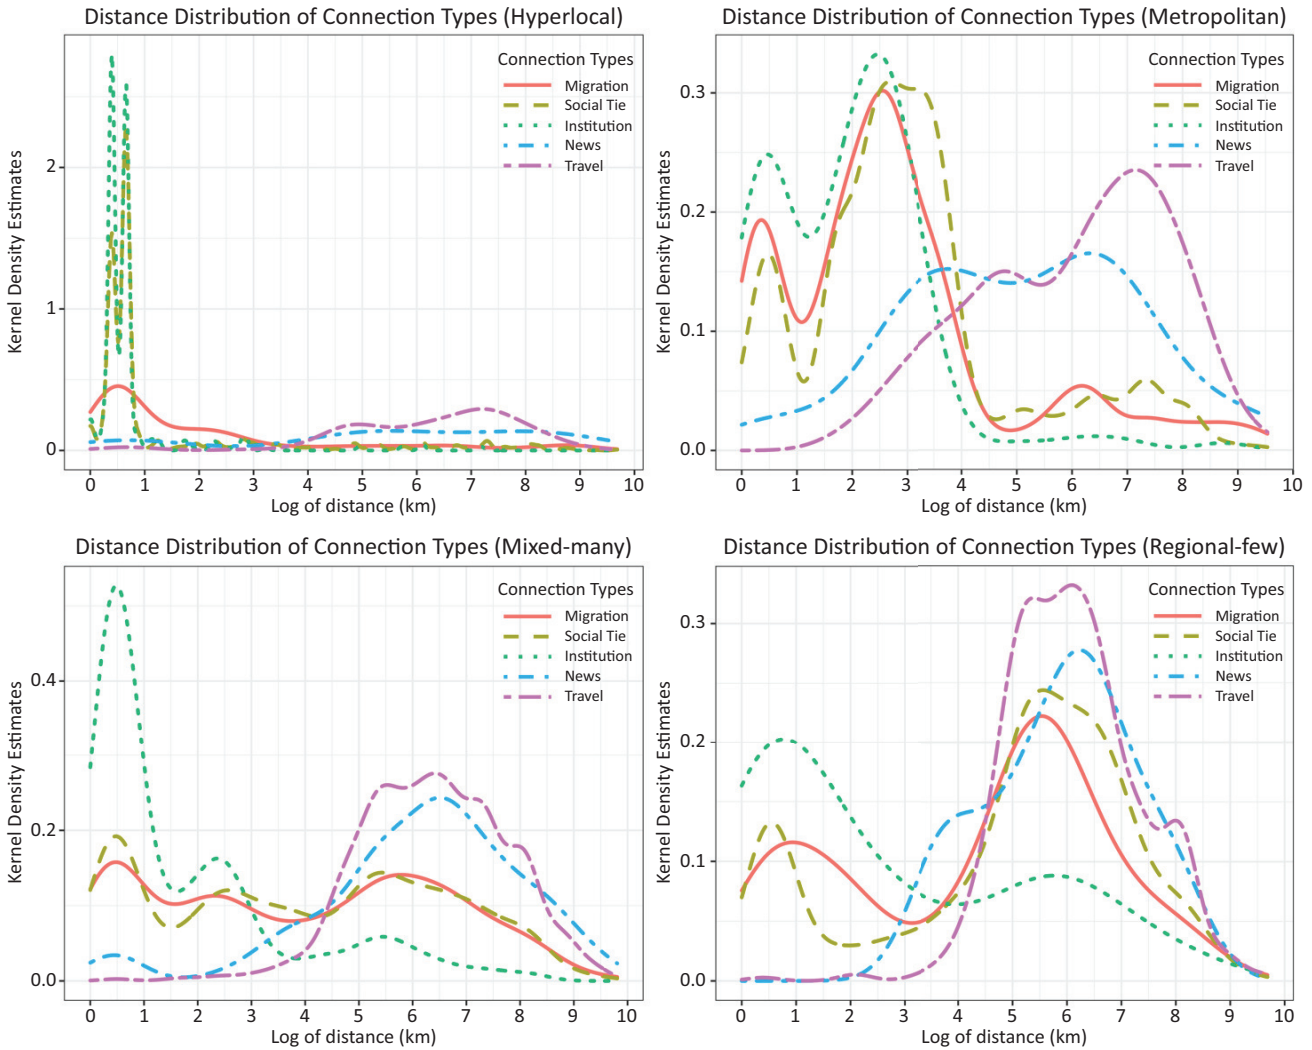 Distance Distribution of Connection Types (Hyperlocal)
Kernel Density Estimates
2
1
0
Connection Types
Migration
Social Tie
Institution
News
Travel
0 1 2 3 4 5 6 7 8 9 10
Log of distance (km)
Distance Distribution of Connection Types (Metropolitan)
Kernel Density Estimates
0.3
0.2
0.1
0.0
Connection Types
Migration
Social Tie
Institution
News
Travel
0 1 2 3 4 5 6 7 8 9 10
Log of distance (km)
Distance Distribution of Connection Types (Mixed-many)
Kernel Density Estimates
0.4
0.2
0.0
Connection Types
Migration
Social Tie
Institution
News
Travel
0 1 2 3 4 5 6 7 8 9 10
Log of distance (km)
Distance Distribution of Connection Types (Regional-few)
Kernel Density Estimates
0.3
0.2
0.1
0.0
Connection Types
Migration
Social Tie
Institution
News
Travel
0 1 2 3 4 5 6 7 8 9 10
Log of distance (km)